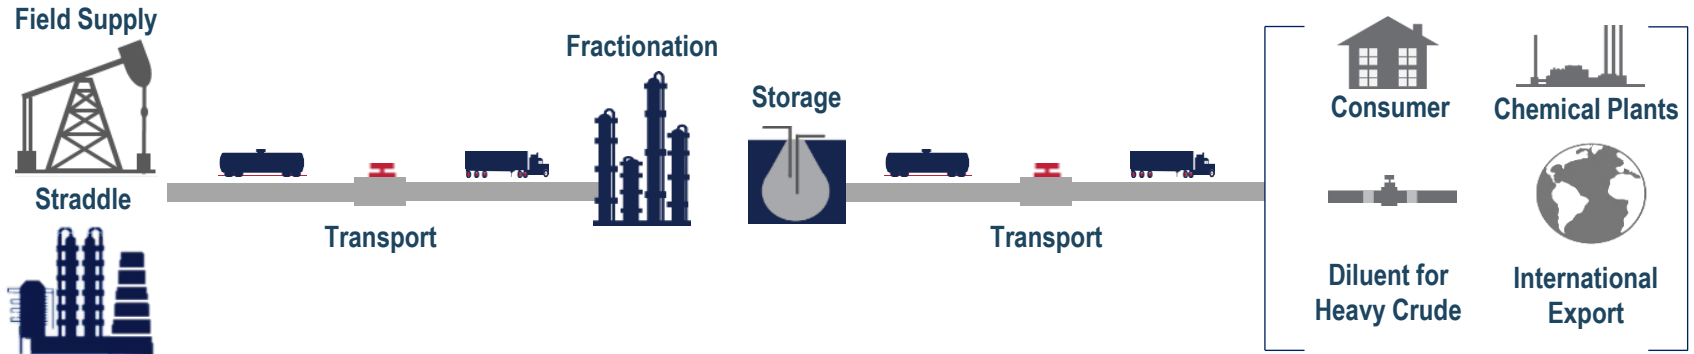 Field Supply
Straddle
Transport
Fractionation
Storage
Transport
Consumer
Chemical Plants
Diluent for
Heavy Crude
International
Export